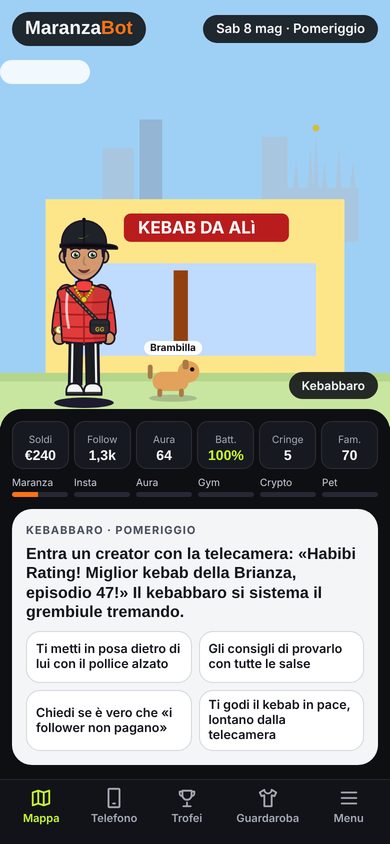 MaranzaBot
Sab 8 mag · Pomeriggio
KEBAB DA ALì
GG
Brambilla
Kebabbaro
Soldi
€240
Follow
1,3k
Aura
64
Batt.
100%
Cringe
5
Fam.
70
Maranza
Insta
Aura
Gym
Crypto
Pet
KEBABBARO · POMERIGGIO
Entra un creator con la telecamera: «Habibi
Rating! Miglior kebab della Brianza,
episodio 47!» Il kebabbaro si sistema il
grembiule tremando.
Ti metti in posa dietro di
lui con il pollice alzato
Gli consigli di provarlo
con tutte le salse
Chiedi se è vero che «i
follower non pagano»
Ti godi il kebab in pace,
lontano dalla
telecamera
Mappa
Telefono
Trofei
Guardaroba
Menu